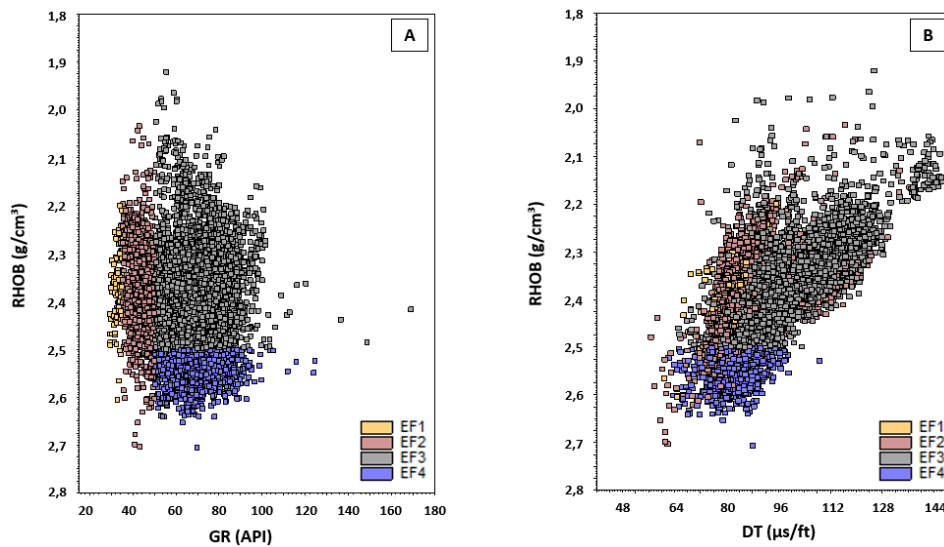 A
1,8
1,9
2,0
2,1
2,2
2,3
2,4
2,5
2,6
2,7
2,8
RHOB (g/cm³)
20 40 60 80 100 120 140 160 180
GR (API)
EF1
EF2
EF3
EF4
B
1,8
1,9
2,0
2,1
2,2
2,3
2,4
2,5
2,6
2,7
2,8
RHOB (g/cm³)
48 64 80 96 112 128 144
DT (µs/ft)
EF1
EF2
EF3
EF4